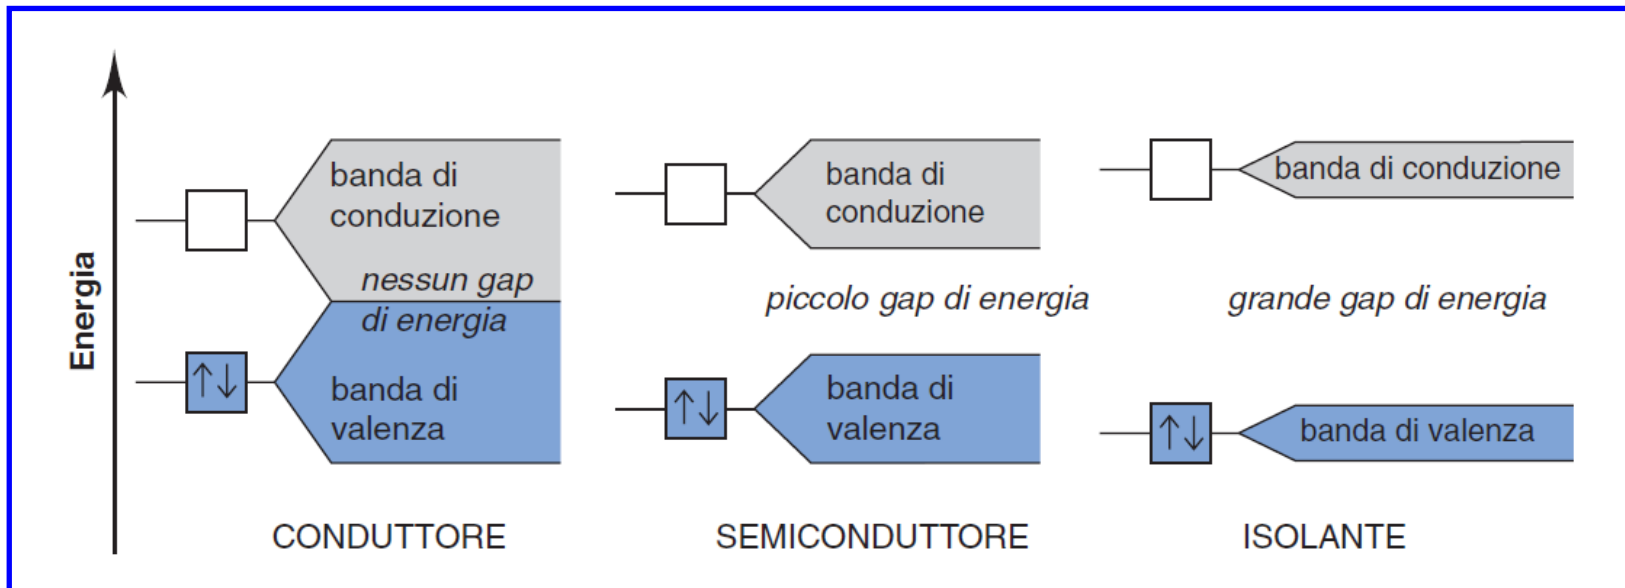 Energia
banda di
conduzione
nessun gap
di energia
banda di
valenza
CONDUTTORE
banda di
conduzione
piccolo gap di energia
banda di
valenza
SEMICONDUTTORE
banda di conduzione
grande gap di energia
banda di valenza
ISOLANTE